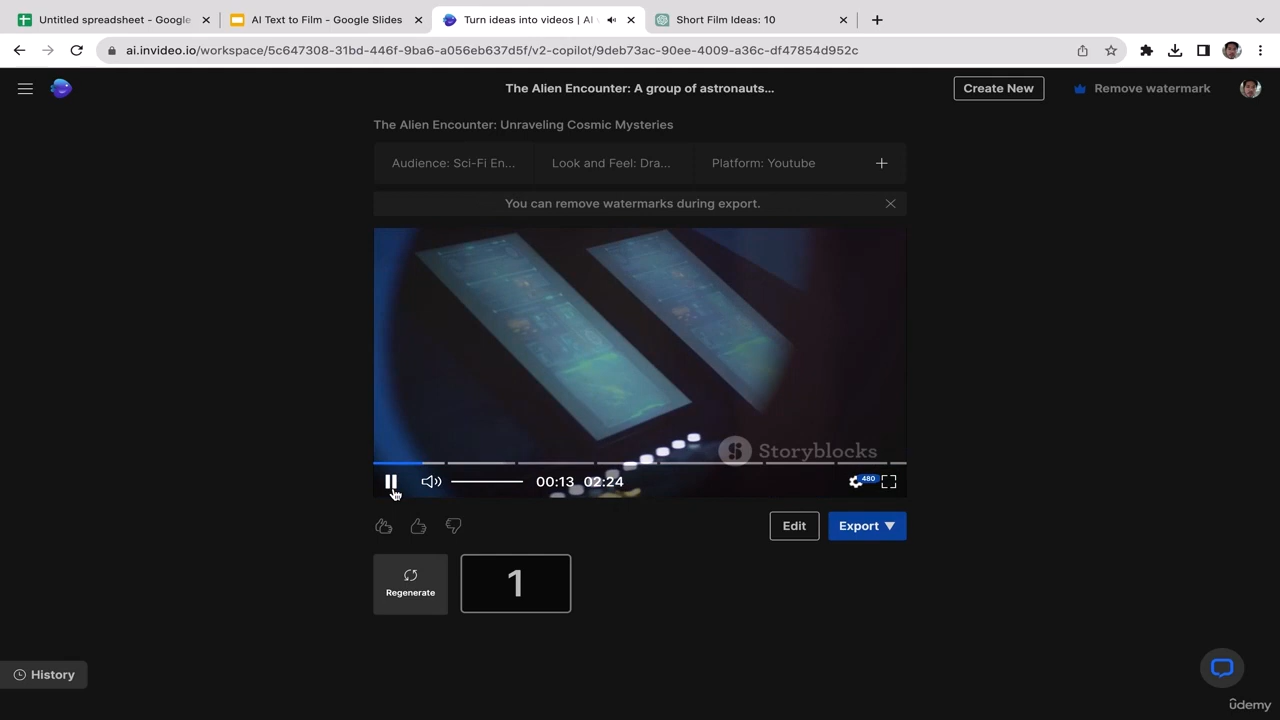 Untitled spreadsheet - Google
AI Text to Film - Google Slides
Turn ideas into videos | AI
Short Film Ideas: 10
ai.invideo.io/workspace/5c647308-31bd-446f-9ba6-a056eb637d5f/v2-copilot/9deb73ac-90ee-4009-a36c-df47854d952c
The Alien Encounter: A group of astronauts...
Create New
Remove watermark
The Alien Encounter: Unraveling Cosmic Mysteries
Audience: Sci-Fi En...
Look and Feel: Dra...
Platform: Youtube
You can remove watermarks during export.
Storyblocks
00:13 02:24
480
Edit
Export
Regenerate
1
History
ûdemy